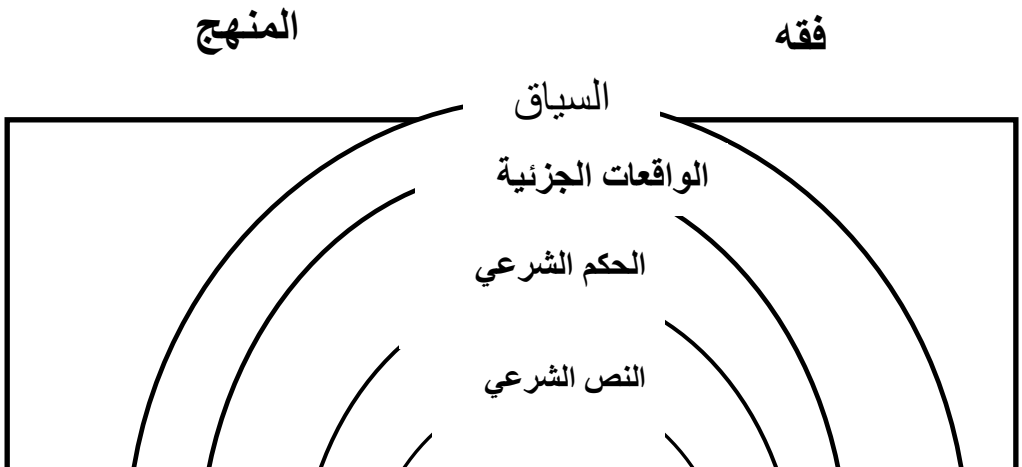 فقه
المنهج
السياق
الواقعات الجزئية
الحكم الشرعي
النص الشرعي